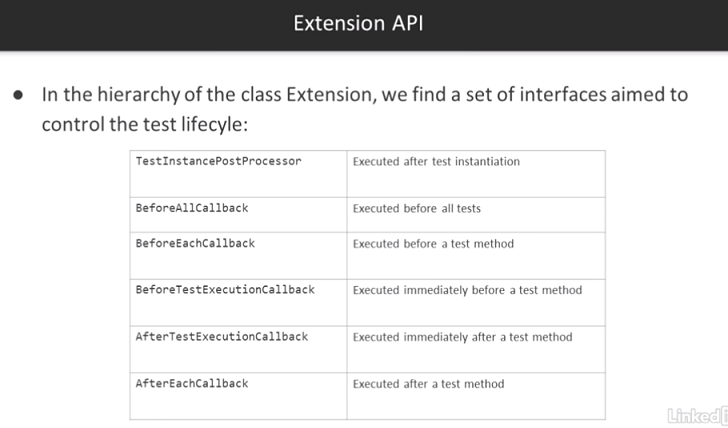 Extension API
● In the hierarchy of the class Extension, we find a set of interfaces aimed to
control the test lifecyle:
TestInstancePostProcessor Executed after test instantiation
BeforeAllCallback Executed before all tests
BeforeEachCallback Executed before a test method
BeforeTestExecutionCallback Executed immediately before a test method
AfterTestExecutionCallback Executed immediately after a test method
AfterEachCallback Executed after a test method
Linked